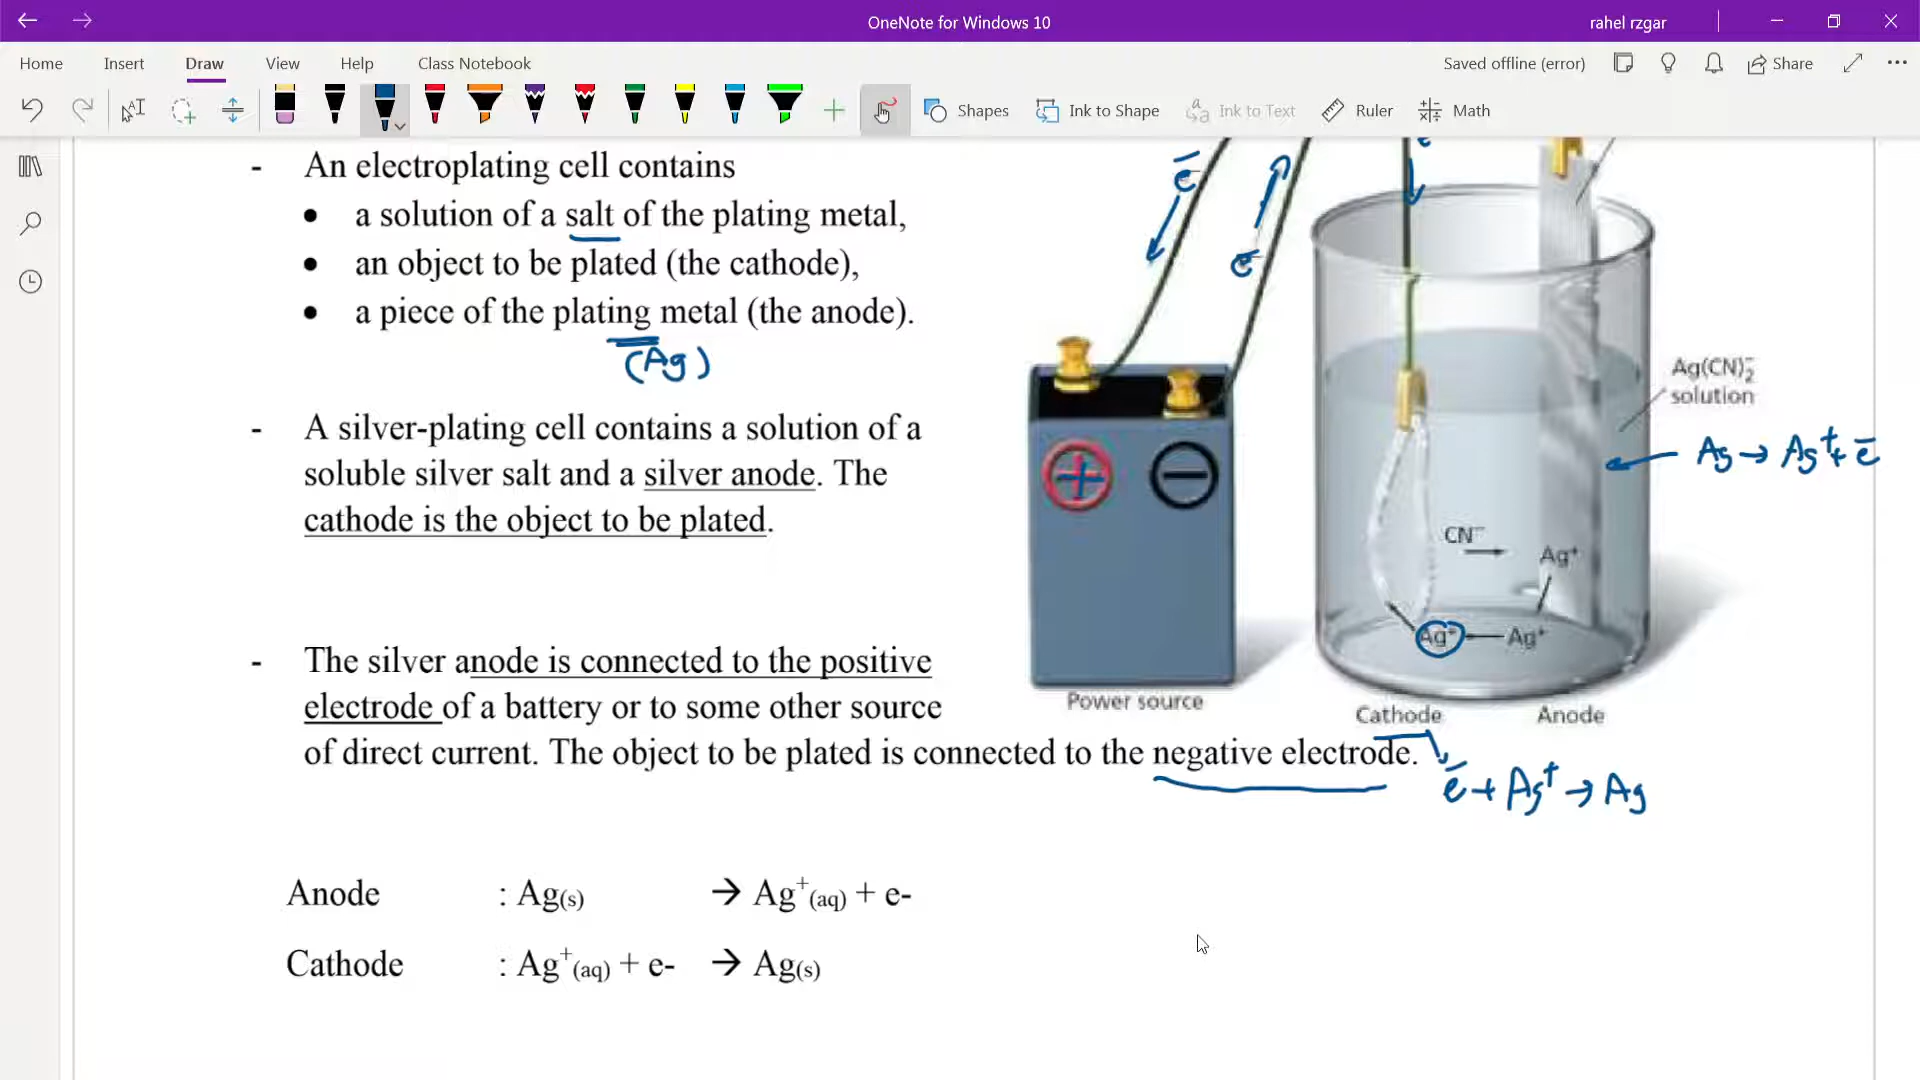 OneNote for Windows 10
rahel rzgar
Home Insert Draw View Help Class Notebook
Saved offline (error)
Share
Shapes Ink to Shape Ink to Text Ruler Math
- An electroplating cell contains
• a solution of a salt of the plating metal,
• an object to be plated (the cathode),
• a piece of the plating metal (the anode).
(Ag)
- A silver-plating cell contains a solution of a
soluble silver salt and a silver anode. The
cathode is the object to be plated.
- The silver anode is connected to the positive
electrode of a battery or to some other source
of direct current. The object to be plated is connected to the negative electrode.
Anode : Ag(s) → Ag⁺(aq) + e-
Cathode : Ag⁺(aq) + e- → Ag(s)
e⁻
e⁻
+ −
Power source
Ag(CN)₂⁻
solution
Ag → Ag⁺ + e⁻
CN⁻
Ag⁺
Ag⁺ Ag⁺
Cathode Anode
e⁻ + Ag⁺ → Ag